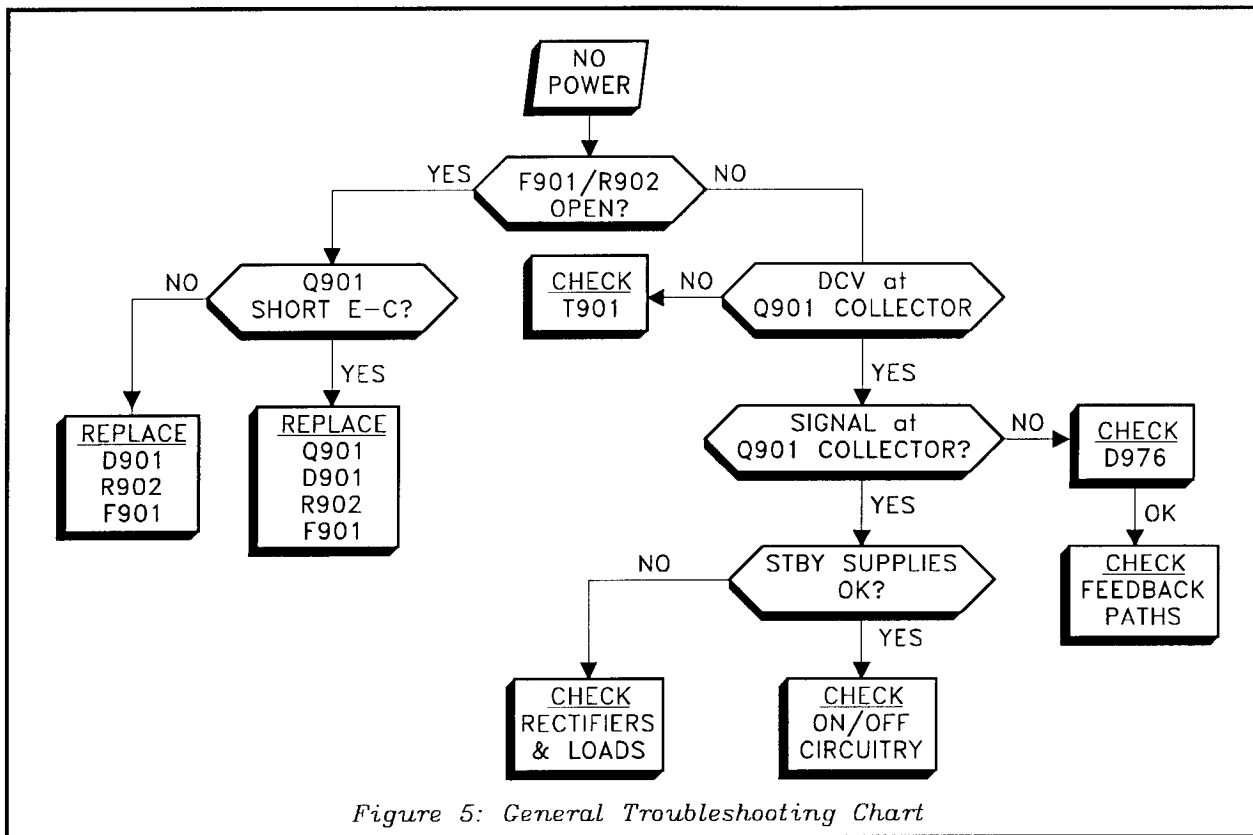 NO
POWER
YES
F901/R902
OPEN?
NO
NO
Q901
SHORT E-C?
CHECK
T901
NO
DCV at
Q901 COLLECTOR
YES
YES
REPLACE
D901
R902
F901
REPLACE
Q901
D901
R902
F901
SIGNAL at
Q901 COLLECTOR?
NO
CHECK
D976
YES
OK
NO
STBY SUPPLIES
OK?
CHECK
FEEDBACK
PATHS
YES
CHECK
RECTIFIERS
& LOADS
CHECK
ON/OFF
CIRCUITRY
Figure 5: General Troubleshooting Chart